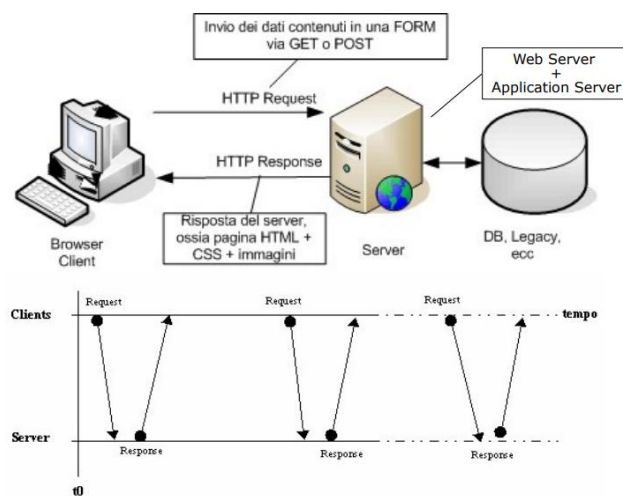 Invio dei dati contenuti in una FORM
via GET o POST
Web Server
+
Application Server
HTTP Request
HTTP Response
Risposta del server,
ossia pagina HTML +
CSS + immagini
Browser
Client
Server
DB, Legacy,
ecc
Request
Request
Request
Clients
tempo
Server
Response
Response
Response
t0